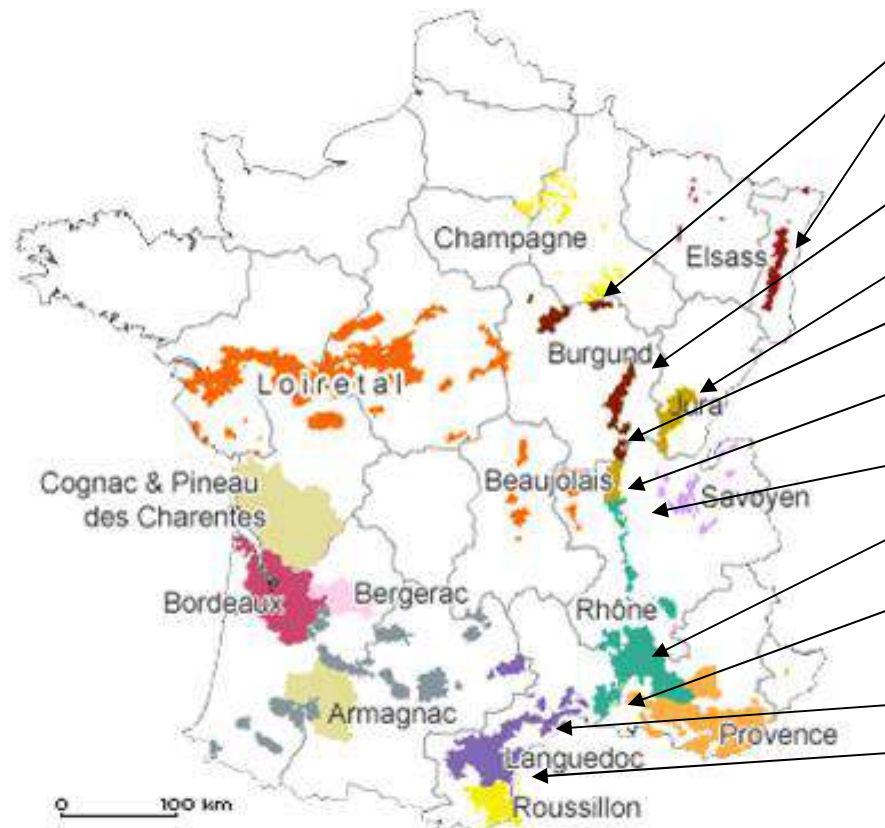 Champagne
Elsass
Burgund
Loiretal
Jura
Cognac & Pineau
des Charentes
Beaujolais
Savoyen
Bordeaux
Bergerac
Rhône
Armagnac
Provence
Languedoc
Roussillon
0 100 km